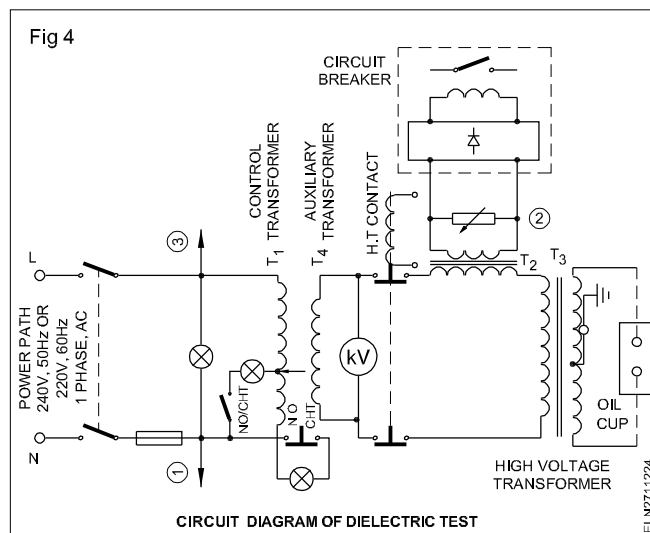 Fig 4
CIRCUIT
BREAKER
CONTROL
TRANSFORMER
AUXILIARY
TRANSFORMER
H.T CONTACT
3
2
T1
T4
T2
T3
L
POWER PATH
240V, 50Hz OR
220V, 60Hz
1 PHASE, AC
kV
NO/CHT
N O
CHT
OIL
CUP
N
1
HIGH VOLTAGE
TRANSFORMER
CIRCUIT DIAGRAM OF DIELECTRIC TEST
ELN2711224